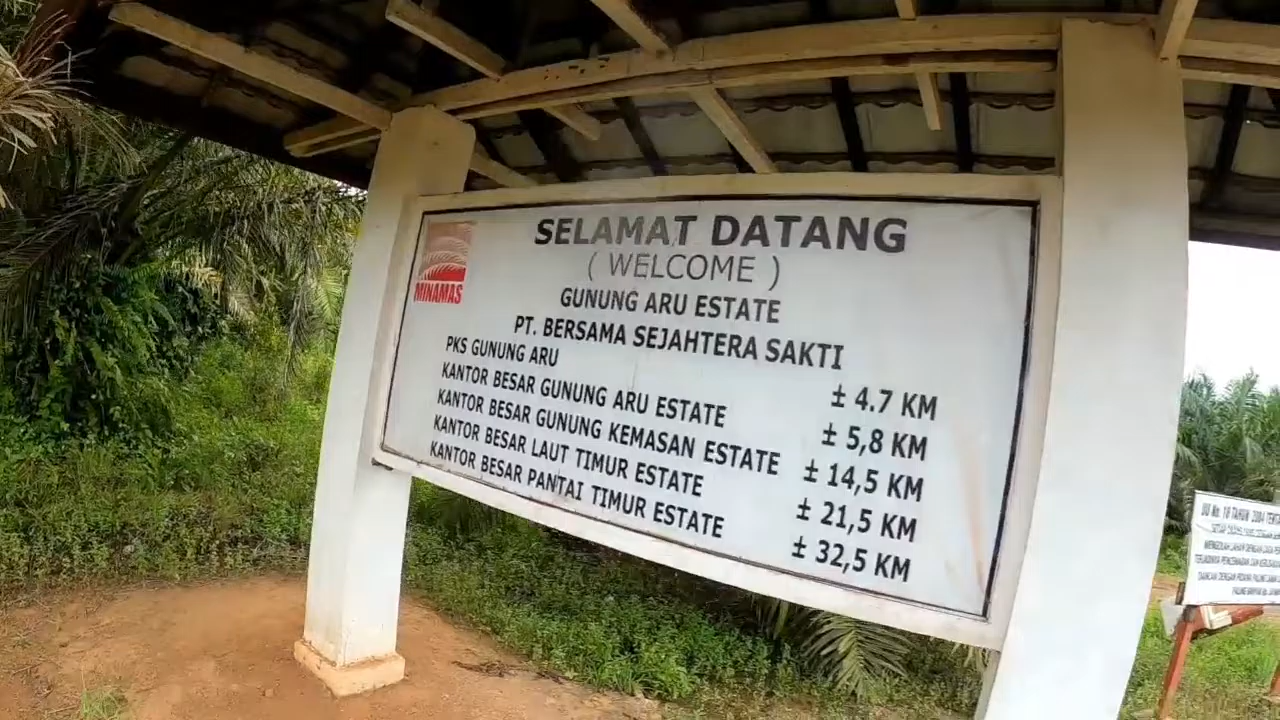 SELAMAT DATANG
( WELCOME )
MINAMAS
GUNUNG ARU ESTATE
PT. BERSAMA SEJAHTERA SAKTI
PKS GUNUNG ARU ± 4.7 KM
KANTOR BESAR GUNUNG ARU ESTATE ± 5,8 KM
KANTOR BESAR GUNUNG KEMASAN ESTATE ± 14,5 KM
KANTOR BESAR LAUT TIMUR ESTATE ± 21,5 KM
KANTOR BESAR PANTAI TIMUR ESTATE ± 32,5 KM
TAHUN 2004